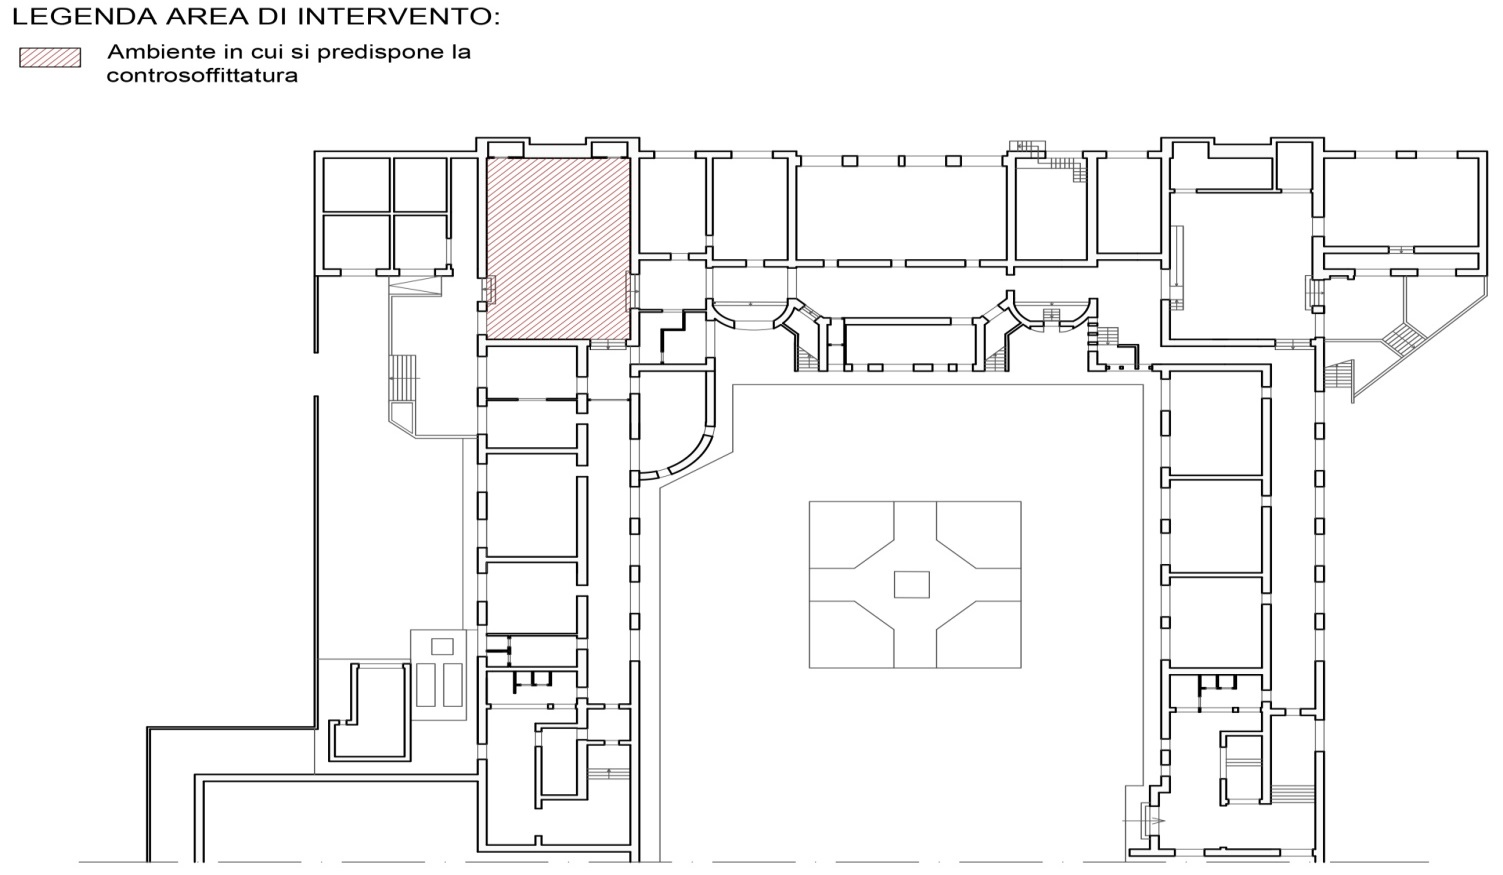 LEGENDA AREA DI INTERVENTO:
Ambiente in cui si predispone la
controsoffittatura